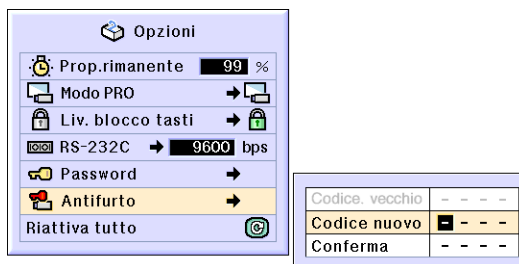 Opzioni
Prop.rimanente 99 %
Modo PRO
Liv. blocco tasti
RS-232C 9600 bps
Password
Antifurto
Riattiva tutto
Codice. vecchio - - - -
Codice nuovo - - - -
Conferma - - - -